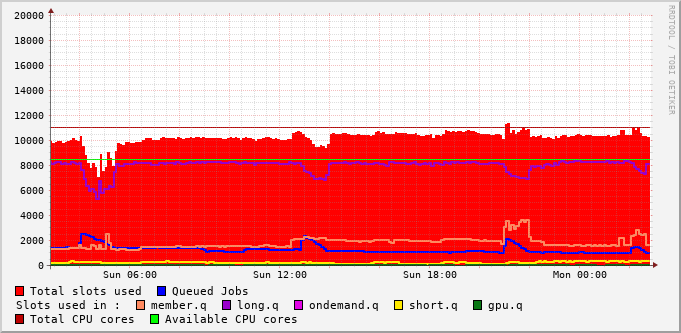 20000
18000
16000
14000
12000
10000
8000
6000
4000
2000
0
Sun 06:00 Sun 12:00 Sun 18:00 Mon 00:00
RRDTOOL / TOBI OETIKER
Total slots used Queued Jobs
Slots used in : member.q long.q ondemand.q short.q gpu.q
Total CPU cores Available CPU cores